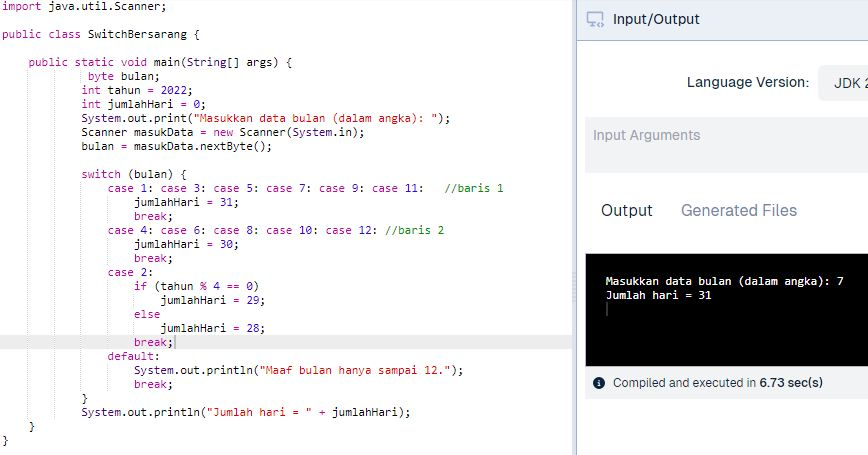 import java.util.Scanner;
public class SwitchBersarang {
public static void main(String[] args) {
byte bulan;
int tahun = 2022;
int jumlahHari = 0;
System.out.print("Masukkan data bulan (dalam angka): ");
Scanner masukData = new Scanner(System.in);
bulan = masukData.nextByte();
switch (bulan) {
case 1: case 3: case 5: case 7: case 9: case 11:   //baris 1
jumlahHari = 31;
break;
case 4: case 6: case 8: case 10: case 12: //baris 2
jumlahHari = 30;
break;
case 2:
if (tahun % 4 == 0)
jumlahHari = 29;
else
jumlahHari = 28;
break;
default:
System.out.println("Maaf bulan hanya sampai 12.");
break;
}
System.out.println("Jumlah hari = " + jumlahHari);
}
}
Input/Output
Language Version:
JDK
Input Arguments
Output
Generated Files
Masukkan data bulan (dalam angka): 7
Jumlah hari = 31
Compiled and executed in 6.73 sec(s)